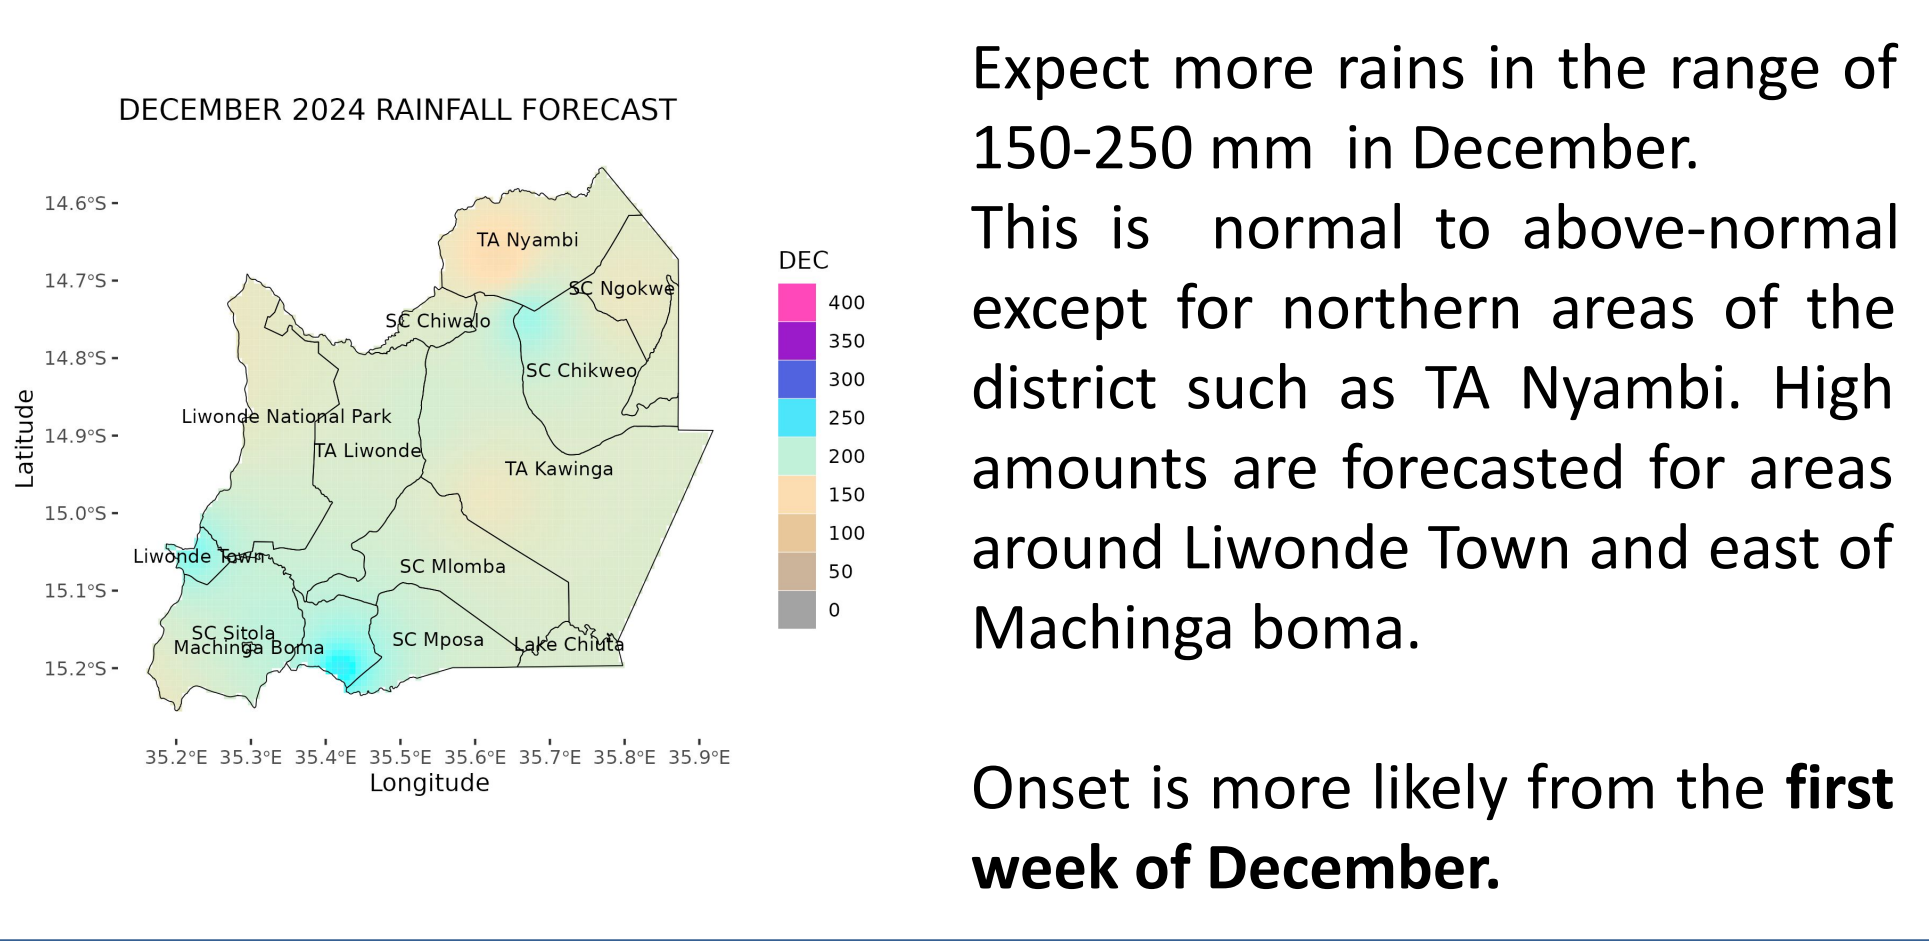 DECEMBER 2024 RAINFALL FORECAST
14.6°S
14.7°S
14.8°S
14.9°S
15.0°S
15.1°S
15.2°S
Latitude
TA Nyambi
SC Ngokwe
SC Chiwalo
SC Chikweo
Liwonde National Park
TA Liwonde
TA Kawinga
Liwonde Town
SC Mlomba
SC Sitola
SC Mposa
Lake Chiuta
Machinga Boma
35.2°E 35.3°E 35.4°E 35.5°E 35.6°E 35.7°E 35.8°E 35.9°E
Longitude
DEC
400
350
300
250
200
150
100
50
0
Expect more rains in the range of
150-250 mm in December.
This is normal to above-normal
except for northern areas of the
district such as TA Nyambi. High
amounts are forecasted for areas
around Liwonde Town and east of
Machinga boma.
Onset is more likely from the first
week of December.